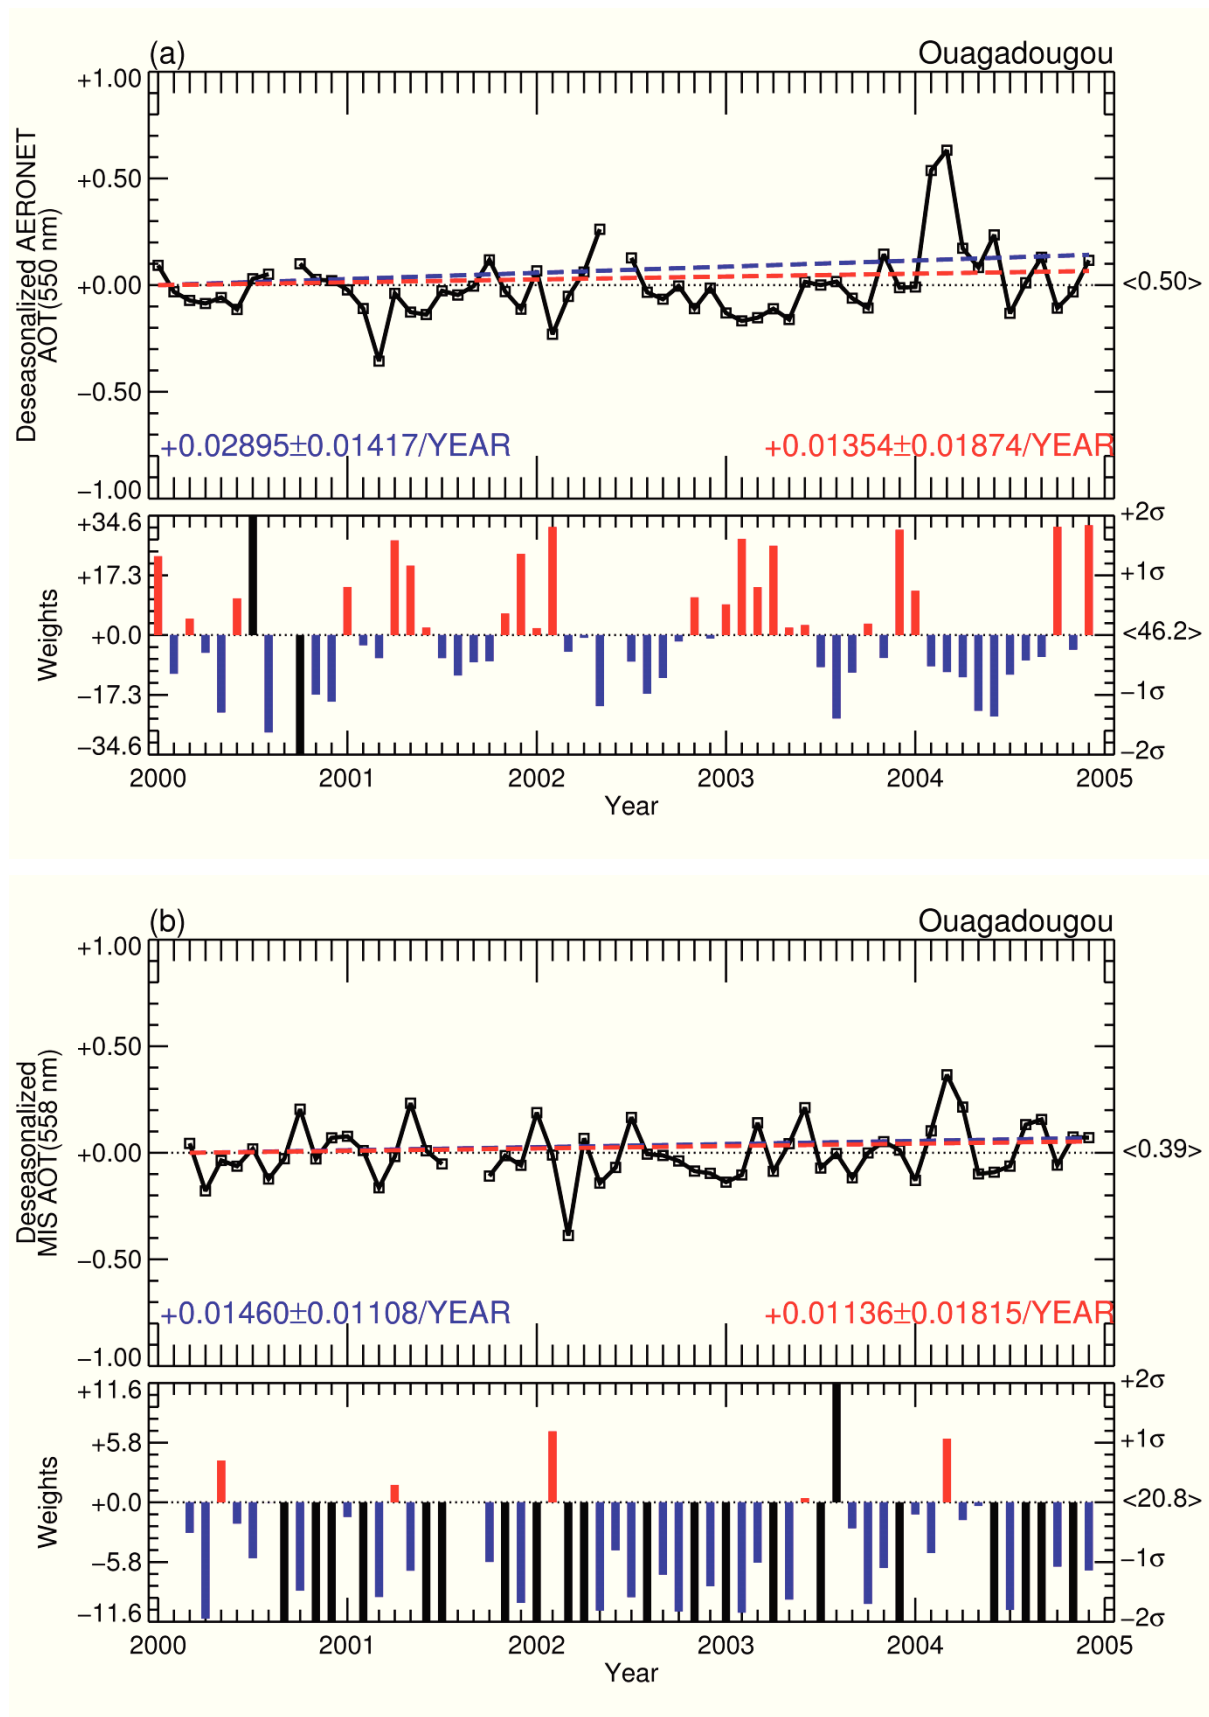 (a) Ouagadougou
+1.00
+0.50
+0.00
−0.50
−1.00
Deseasonalized AERONET
AOT(550 nm)
<0.50>
+0.02895±0.01417/YEAR +0.01354±0.01874/YEAR
+34.6
+17.3
+0.0
−17.3
−34.6
Weights
+2σ
+1σ
<46.2>
−1σ
−2σ
2000 2001 2002 2003 2004 2005
Year
(b) Ouagadougou
+1.00
+0.50
+0.00
−0.50
−1.00
Deseasonalized
MIS AOT(558 nm)
<0.39>
+0.01460±0.01108/YEAR +0.01136±0.01815/YEAR
+11.6
+5.8
+0.0
−5.8
−11.6
Weights
+2σ
+1σ
<20.8>
−1σ
−2σ
2000 2001 2002 2003 2004 2005
Year